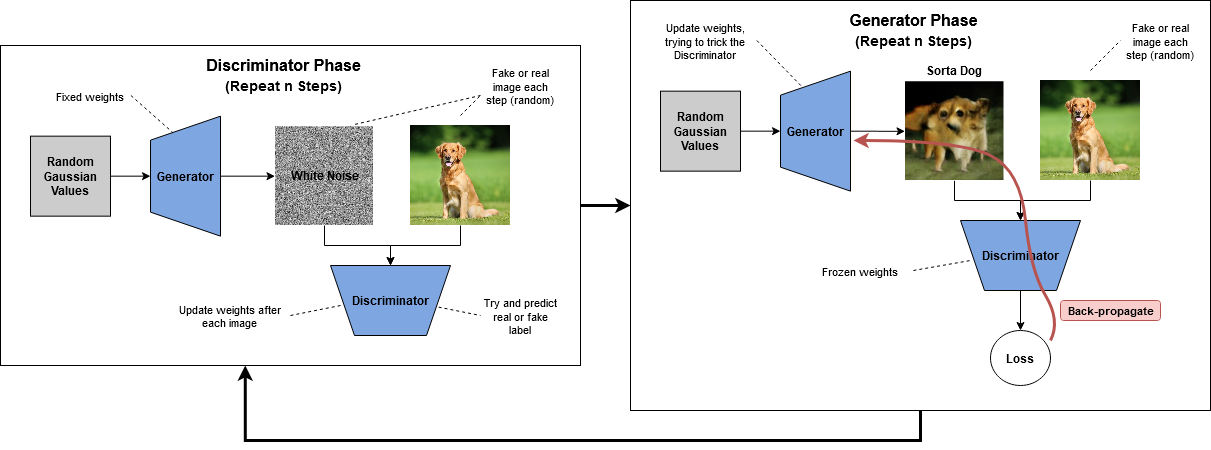 Discriminator Phase
(Repeat n Steps)
Fixed weights
Fake or real
image each
step (random)
Random
Gaussian
Values
Generator
White Noise
Discriminator
Update weights after
each image
Try and predict
real or fake
label
Generator Phase
(Repeat n Steps)
Update weights,
trying to trick the
Discriminator
Fake or real
image each
step (random)
Sorta Dog
Random
Gaussian
Values
Generator
Discriminator
Frozen weights
Back-propagate
Loss